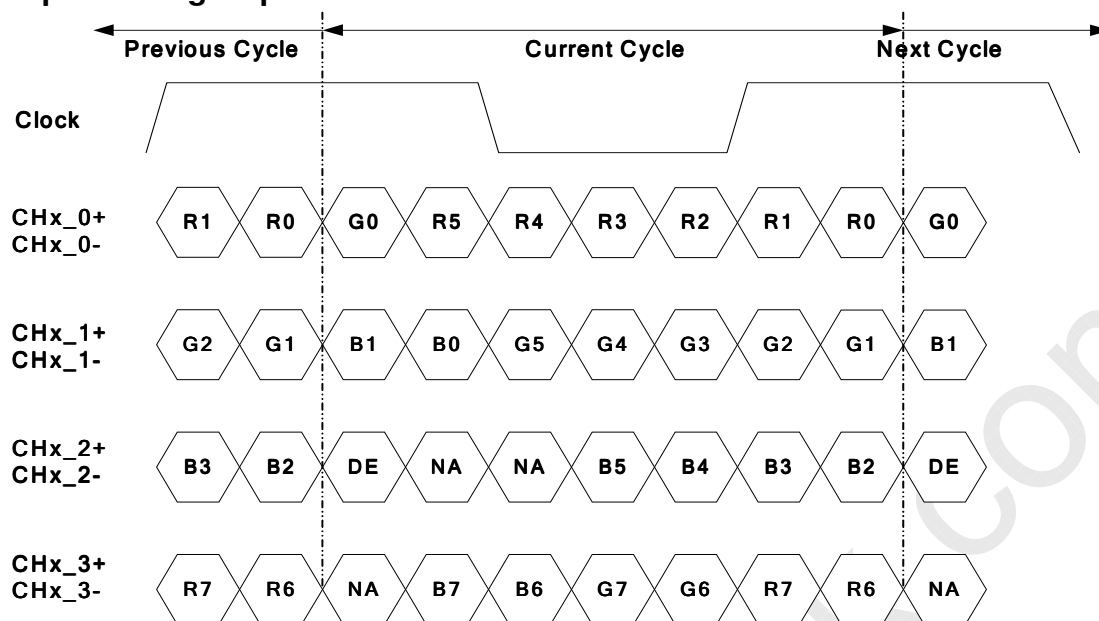 Previous Cycle Current Cycle Next Cycle
Clock
CHx_0+
CHx_0-
R1 R0 G0 R5 R4 R3 R2 R1 R0 G0
CHx_1+
CHx_1-
G2 G1 B1 B0 G5 G4 G3 G2 G1 B1
CHx_2+
CHx_2-
B3 B2 DE NA NA B5 B4 B3 B2 DE
CHx_3+
CHx_3-
R7 R6 NA B7 B6 G7 G6 R7 R6 NA